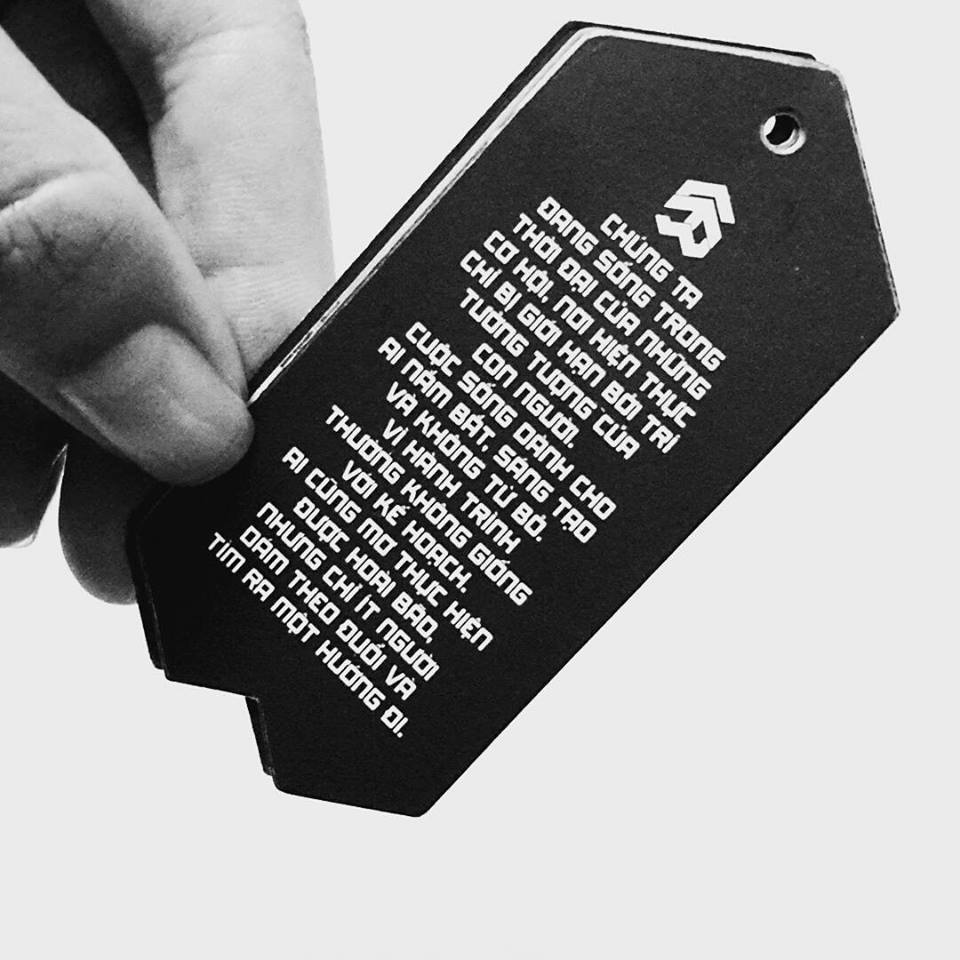 CHÚNG TA
ĐANG SỐNG TRONG
THỜI ĐẠI CỦA NHỮNG
CƠ HỘI, NƠI HIỆN THỰC
CHỈ BỊ GIỚI HẠN BỞI TRÍ
TƯỞNG TƯỢNG CỦA
CON NGƯỜI.
CUỘC SỐNG DÀNH CHO
AI NẮM BẮT, SÁNG TẠO
VÀ KHÔNG TỪ BỎ.
VÌ HÀNH TRÌNH
THƯỜNG KHÔNG GIỐNG
VỚI KẾ HOẠCH,
AI CŨNG MƠ THỰC HIỆN
ĐƯỢC HOÀI BÃO,
NHƯNG CHỈ ÍT NGƯỜI
DÁM THEO ĐUỔI VÀ
TÌM RA MỘT HƯỚNG ĐI.